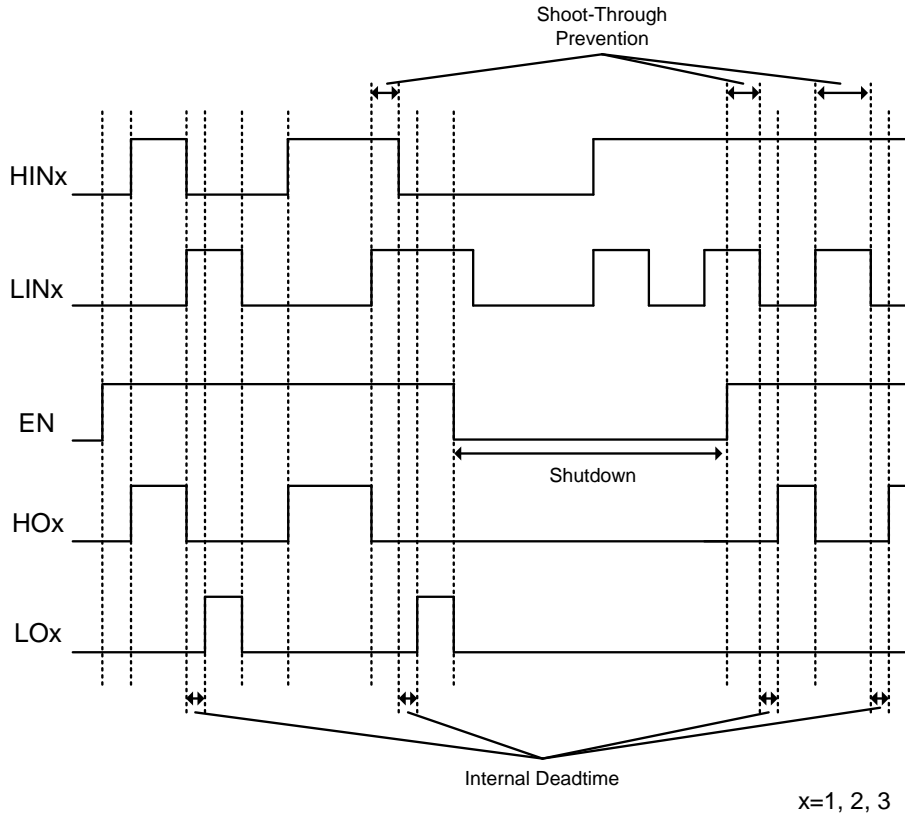 Shoot-Through
Prevention
HINx
LINx
EN
Shutdown
HOx
LOx
Internal Deadtime
x=1, 2, 3